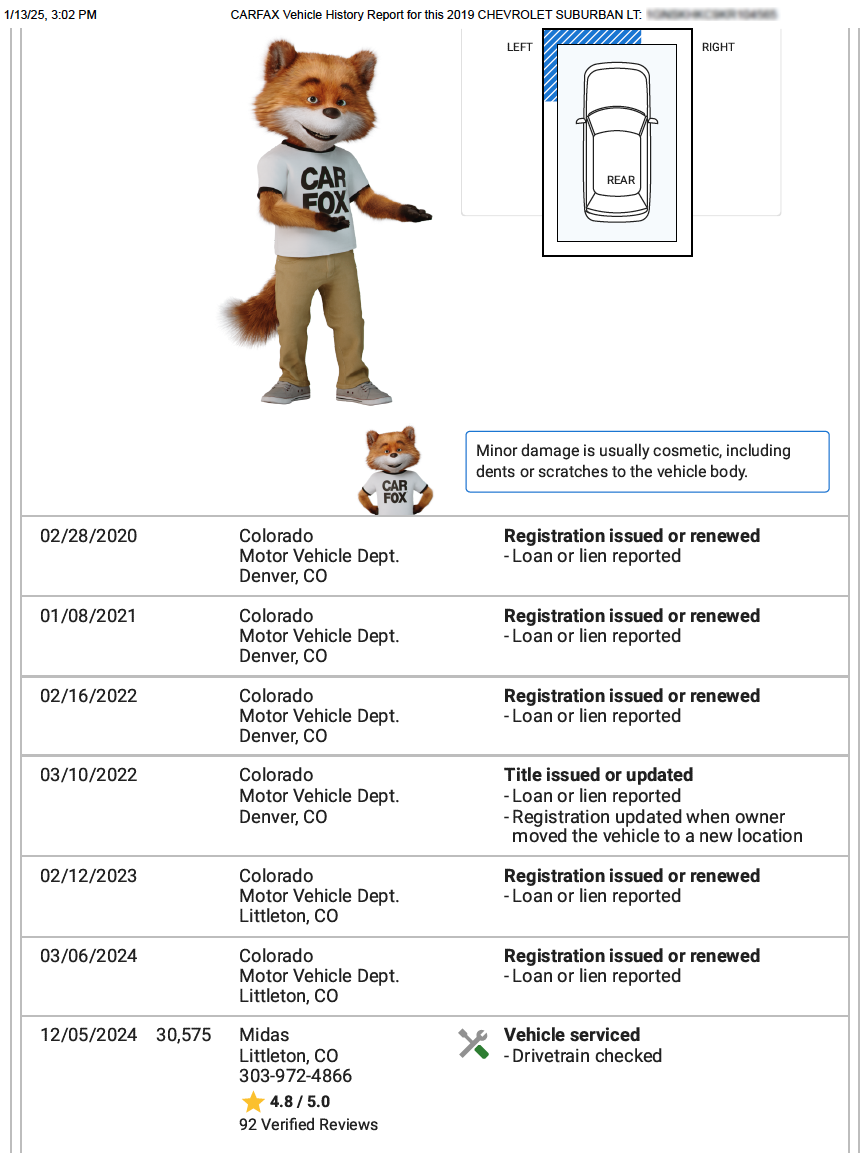 1/13/25, 3:02 PM
CARFAX Vehicle History Report for this 2019 CHEVROLET SUBURBAN LT:
LEFT
RIGHT
REAR
CAR
FOX
CAR
FOX
Minor damage is usually cosmetic, including
dents or scratches to the vehicle body.
02/28/2020
Colorado
Motor Vehicle Dept.
Denver, CO
Registration issued or renewed
- Loan or lien reported
01/08/2021
Colorado
Motor Vehicle Dept.
Denver, CO
Registration issued or renewed
- Loan or lien reported
02/16/2022
Colorado
Motor Vehicle Dept.
Denver, CO
Registration issued or renewed
- Loan or lien reported
03/10/2022
Colorado
Motor Vehicle Dept.
Denver, CO
Title issued or updated
- Loan or lien reported
- Registration updated when owner
moved the vehicle to a new location
02/12/2023
Colorado
Motor Vehicle Dept.
Littleton, CO
Registration issued or renewed
- Loan or lien reported
03/06/2024
Colorado
Motor Vehicle Dept.
Littleton, CO
Registration issued or renewed
- Loan or lien reported
12/05/2024
30,575
Midas
Littleton, CO
303-972-4866
4.8 / 5.0
92 Verified Reviews
Vehicle serviced
- Drivetrain checked